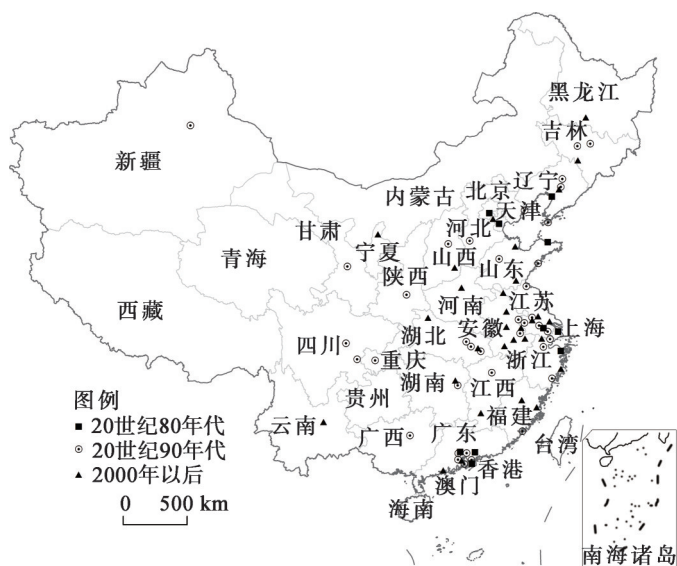 黑龙江
吉林
新疆
辽宁
内蒙古
北京
天津
甘肃
河北
宁夏
山西
青海
山东
陕西
西藏
河南
江苏
湖北
安徽
上海
四川
重庆
浙江
湖南
江西
贵州
福建
云南
广西
广东
台湾
香港
澳门
海南
南海诸岛
图例
20世纪80年代
20世纪90年代
2000年以后
0 500 km